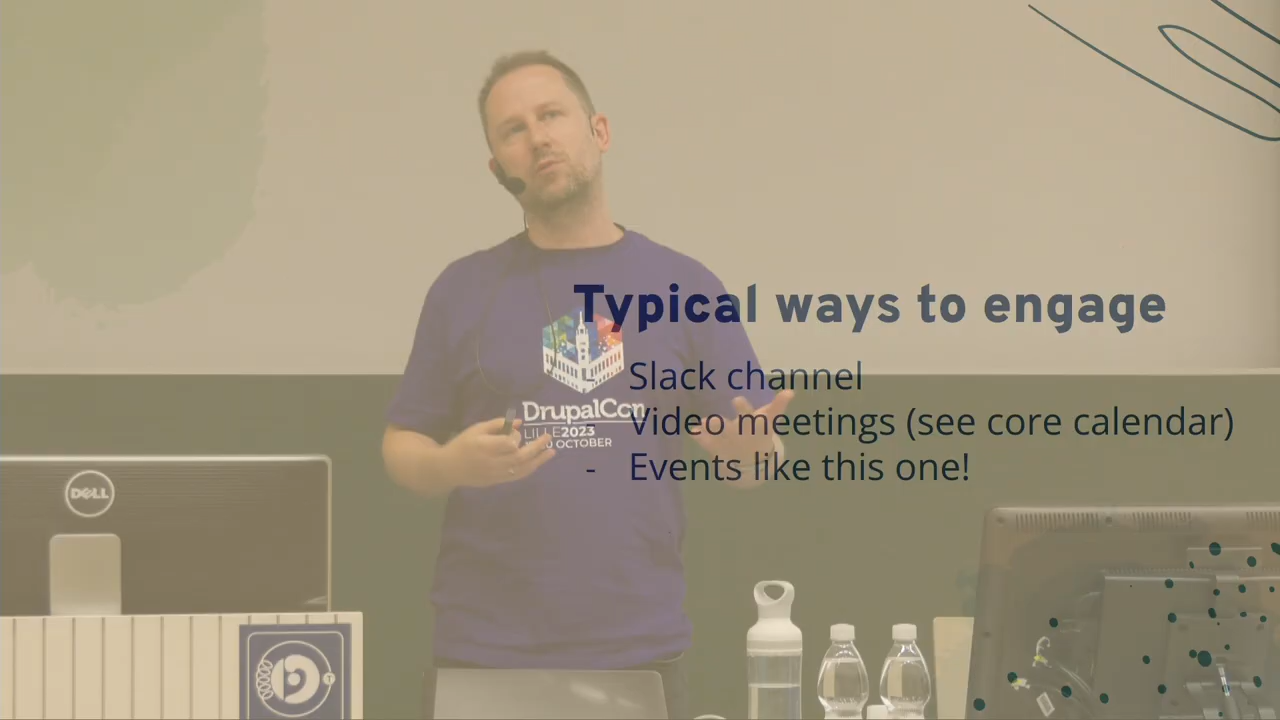 Typical ways to engage
- Slack channel
- Video meetings (see core calendar)
- Events like this one!
DrupalCon
LILLE2023
OCTOBER
DELL